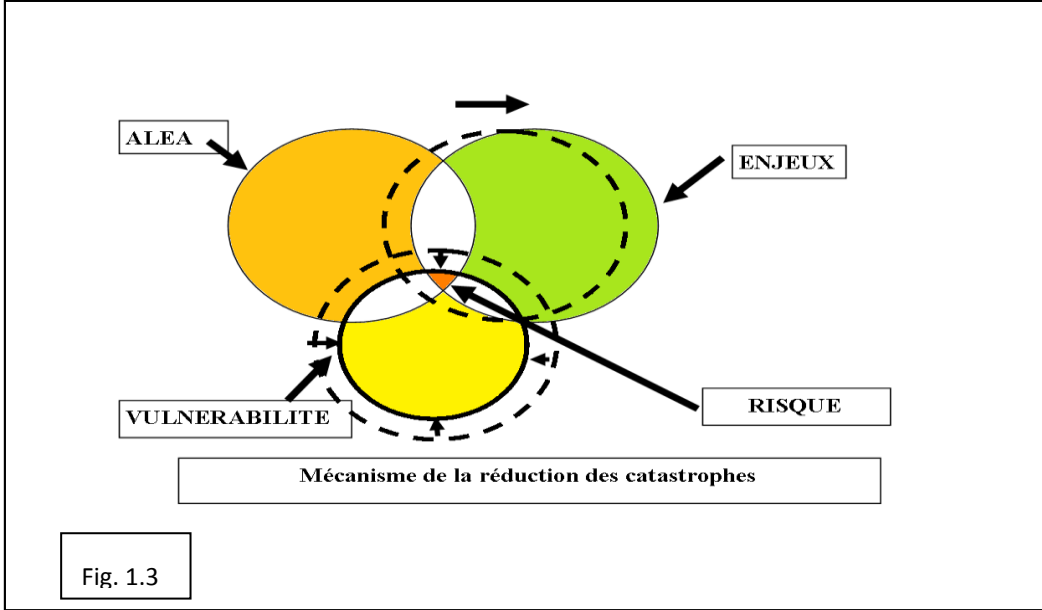 ALEA
ENJEUX
VULNERABILITE
RISQUE
Mécanisme de la réduction des catastrophes
Fig. 1.3